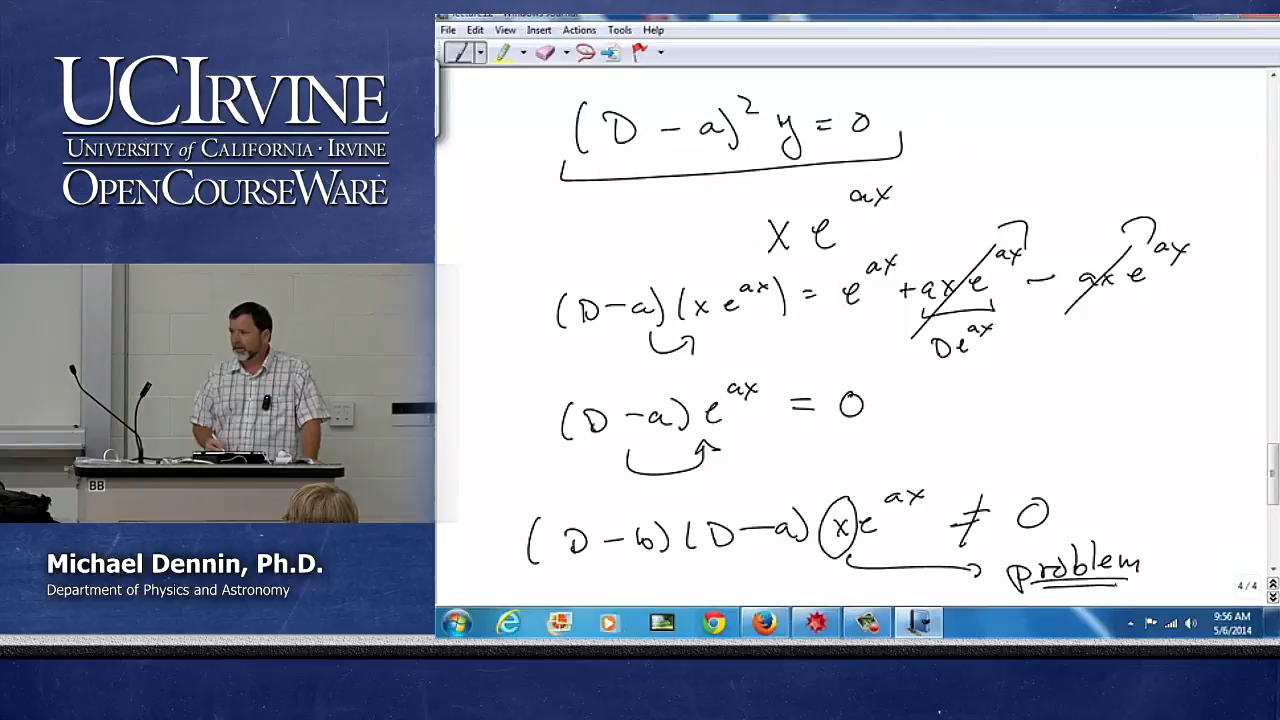 UCIRVINE
UNIVERSITY of CALIFORNIA · IRVINE
OPENCOURSEWARE
BB
Michael Dennin, Ph.D.
Department of Physics and Astronomy
File Edit View Insert Actions Tools Help
(D - a)² y = 0
x e^{ax}
(D-a)(x e^{ax}) = e^{ax} + ax e^{ax} - ax e^{ax}
D e^{ax}
(D-a) e^{ax} = 0
(D-b)(D-a) x e^{ax} ≠ 0
problem
4 / 4
9:56 AM
5/6/2014